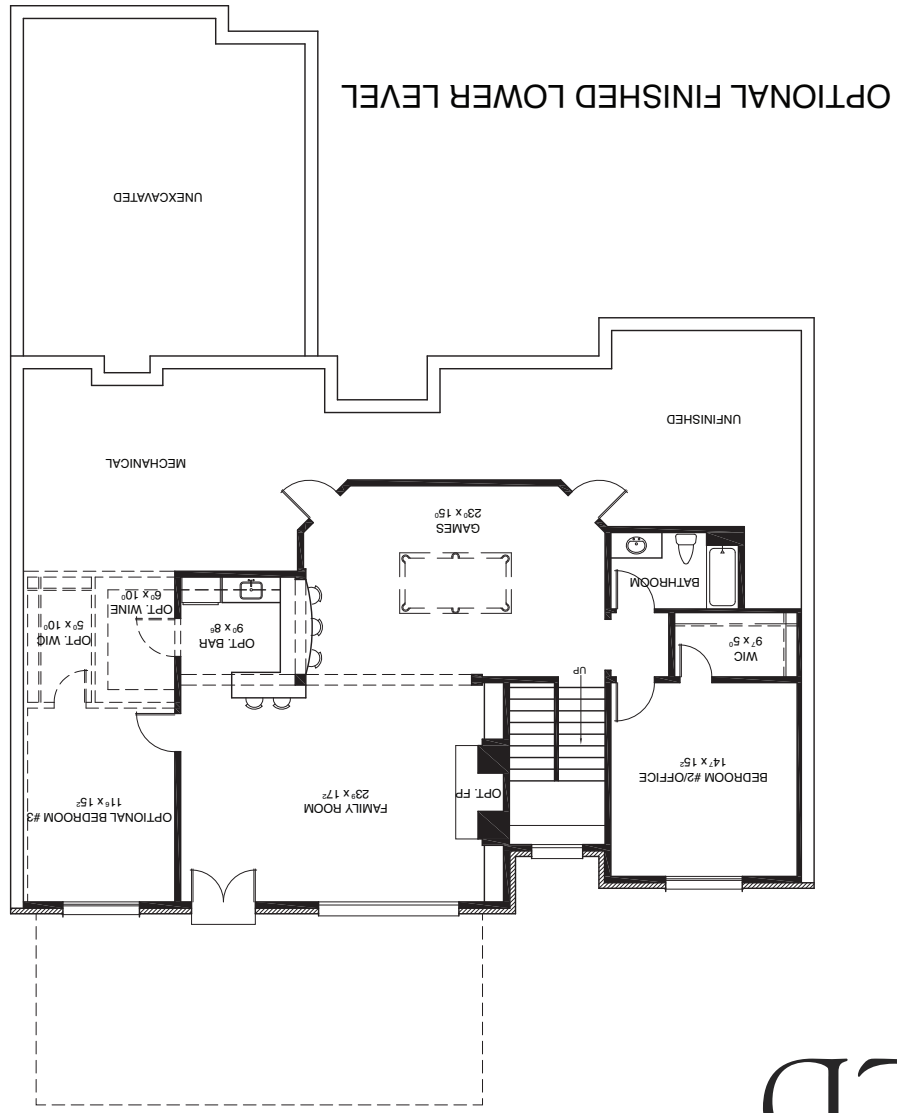 OPTIONAL BEDROOM #3
11⁶ x 15²
FAMILY ROOM
23⁹ x 17²
OPT. FP
BEDROOM #2/OFFICE
14⁷ x 15²
UP
WIC
9⁷ x 5⁰
OPT. BAR
9⁰ x 8⁶
OPT. WIC
5⁰ x 10⁰
OPT. WINE
6⁰ x 10⁰
BATHROOM
GAMES
23⁰ x 15⁰
MECHANICAL
UNFINISHED
UNEXCAVATED
OPTIONAL FINISHED LOWER LEVEL